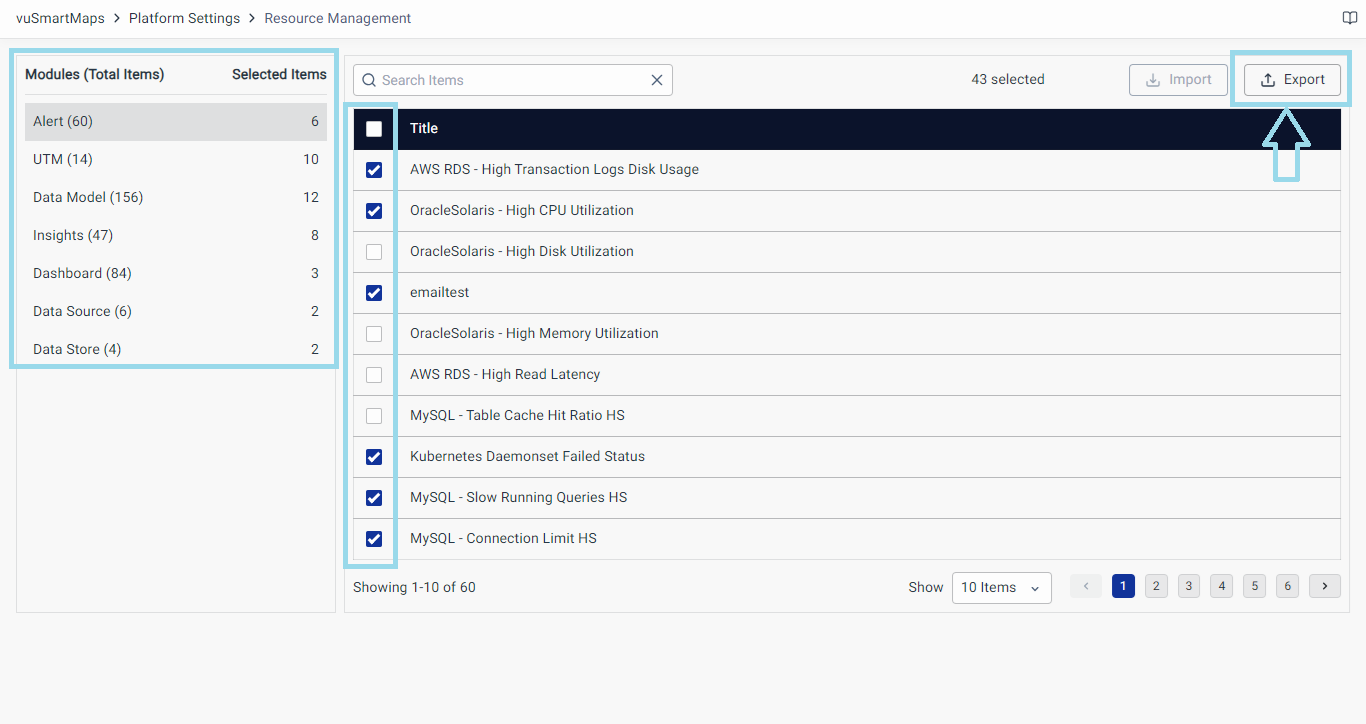 vuSmartMaps > Platform Settings > Resource Management
Modules (Total Items) Selected Items
Alert (60) 6
UTM (14) 10
Data Model (156) 12
Insights (47) 8
Dashboard (84) 3
Data Source (6) 2
Data Store (4) 2
Search Items 43 selected Import Export
Title
AWS RDS - High Transaction Logs Disk Usage
OracleSolaris - High CPU Utilization
OracleSolaris - High Disk Utilization
emailtest
OracleSolaris - High Memory Utilization
AWS RDS - High Read Latency
MySQL - Table Cache Hit Ratio HS
Kubernetes Daemonset Failed Status
MySQL - Slow Running Queries HS
MySQL - Connection Limit HS
Showing 1-10 of 60 Show 10 Items < 1 2 3 4 5 6 >